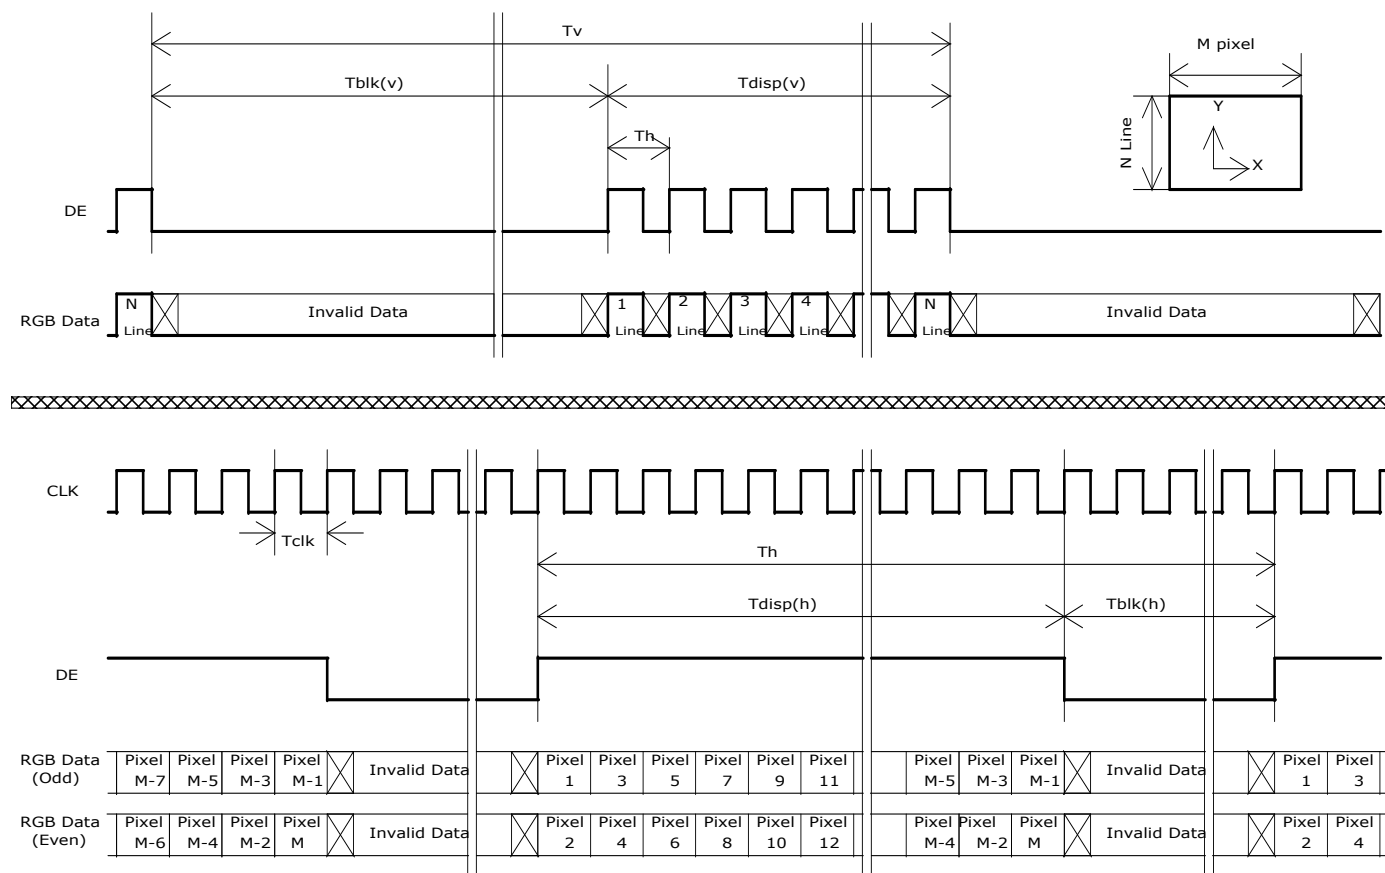 Tv
M pixel
Tblk(v) Tdisp(v)
Y
Th
N Line
X
DE
N 1 2 3 4 N
Invalid Data Invalid Data
RGB Data
Line Line Line Line Line Line
CLK
Tclk
Th
Tdisp(h) Tblk(h)
DE
RGB Data Pixel Pixel Pixel Pixel Pixel Pixel Pixel Pixel Pixel Pixel Pixel Pixel Pixel Pixel Pixel
Invalid Data Invalid Data
(Odd) M-7 M-5 M-3 M-1 1 3 5 7 9 11 M-5 M-3 M-1 1 3
RGB Data Pixel Pixel Pixel Pixel Pixel Pixel Pixel Pixel Pixel Pixel Pixel Pixel Pixel Pixel Pixel
Invalid Data Invalid Data
(Even) M-6 M-4 M-2 M 2 4 6 8 10 12 M-4 M-2 M 2 4